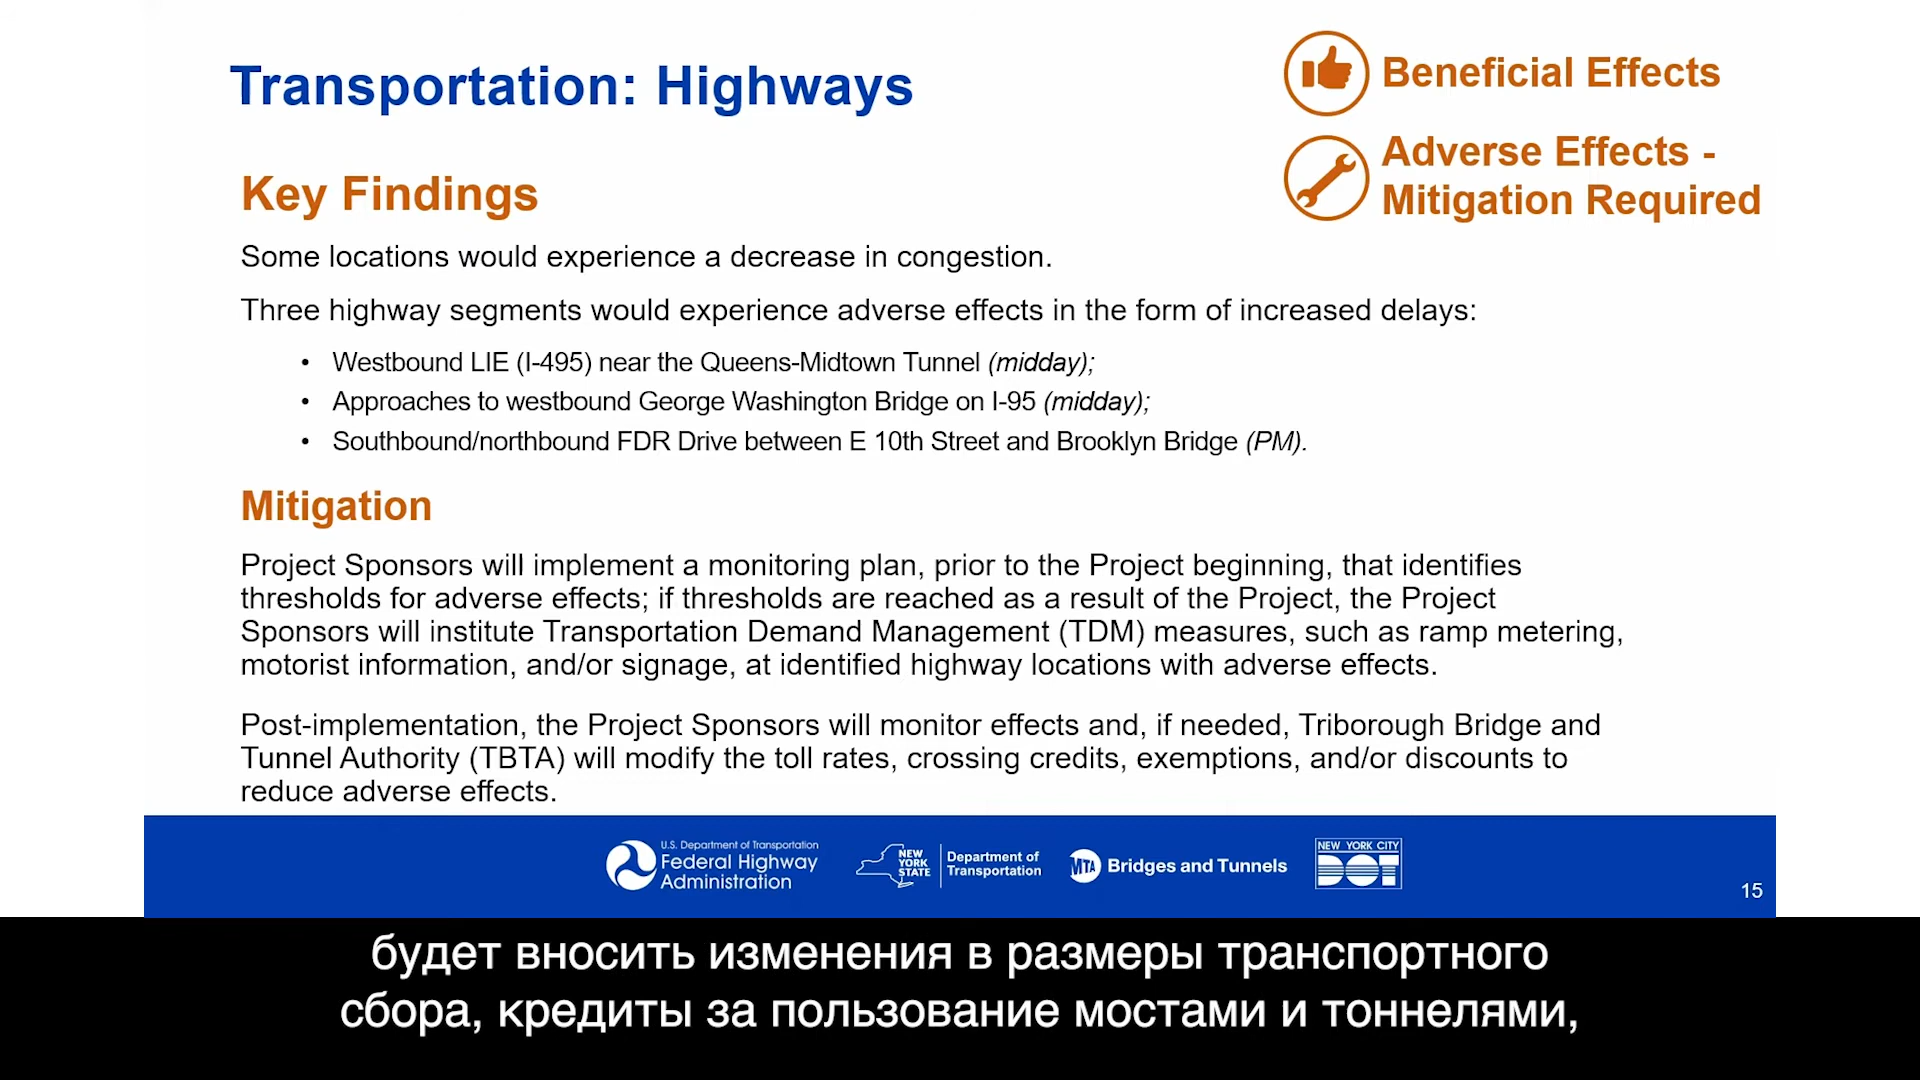 Transportation: Highways
Beneficial Effects
Adverse Effects -
Mitigation Required
Key Findings
Some locations would experience a decrease in congestion.
Three highway segments would experience adverse effects in the form of increased delays:
• Westbound LIE (I-495) near the Queens-Midtown Tunnel (midday);
• Approaches to westbound George Washington Bridge on I-95 (midday);
• Southbound/northbound FDR Drive between E 10th Street and Brooklyn Bridge (PM).
Mitigation
Project Sponsors will implement a monitoring plan, prior to the Project beginning, that identifies
thresholds for adverse effects; if thresholds are reached as a result of the Project, the Project
Sponsors will institute Transportation Demand Management (TDM) measures, such as ramp metering,
motorist information, and/or signage, at identified highway locations with adverse effects.
Post-implementation, the Project Sponsors will monitor effects and, if needed, Triborough Bridge and
Tunnel Authority (TBTA) will modify the toll rates, crossing credits, exemptions, and/or discounts to
reduce adverse effects.
U.S. Department of Transportation
Federal Highway
Administration
NEW
YORK
STATE
Department of
Transportation
MTA Bridges and Tunnels
NEW YORK CITY
DOT
15
будет вносить изменения в размеры транспортного
сбора, кредиты за пользование мостами и тоннелями,